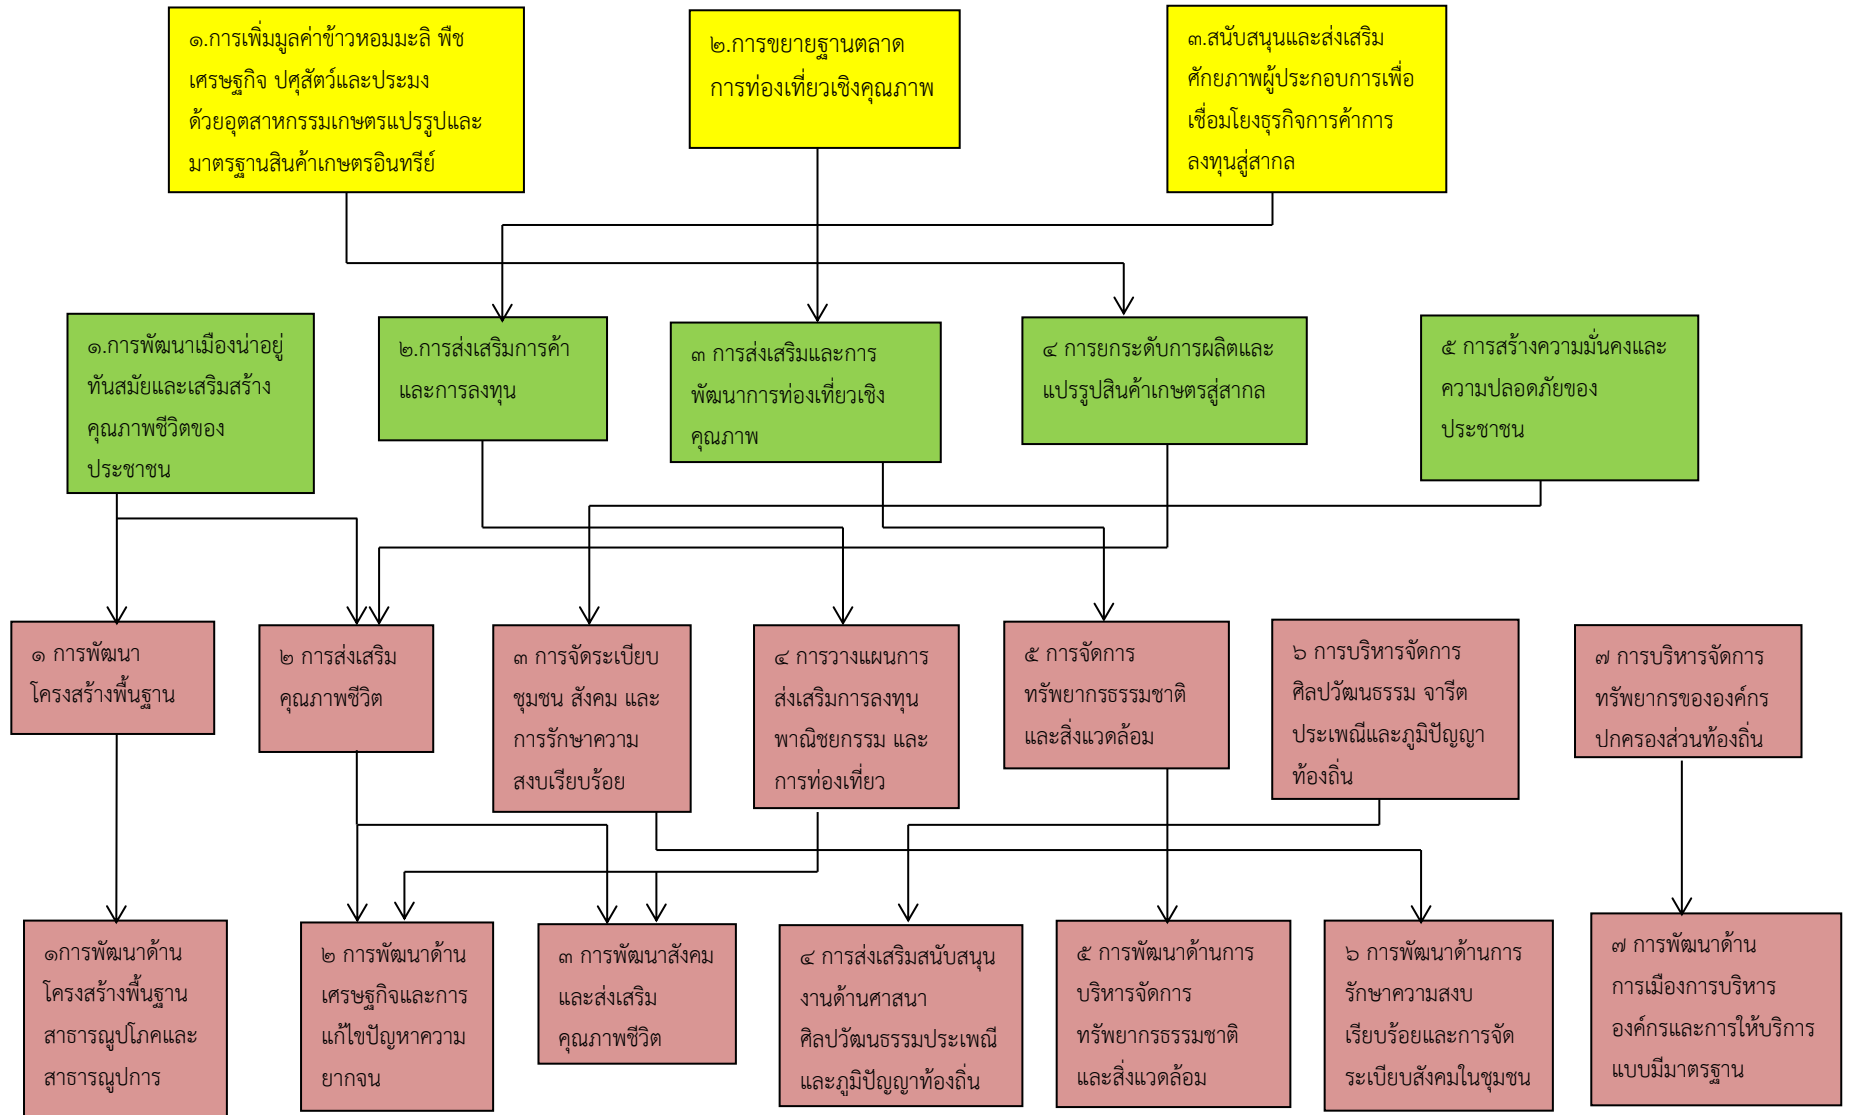 ๑.การเพิ่มมูลค่าข้าวหอมมะลิ พืช
เศรษฐกิจ ปศุสัตว์และประมง
ด้วยอุตสาหกรรมเกษตรแปรรูปและ
มาตรฐานสินค้าเกษตรอินทรีย์
๒.การขยายฐานตลาด
การท่องเที่ยวเชิงคุณภาพ
๓.สนับสนุนและส่งเสริม
ศักยภาพผู้ประกอบการเพื่อ
เชื่อมโยงธุรกิจการค้าการ
ลงทุนสู่สากล
๑.การพัฒนาเมืองน่าอยู่
ทันสมัยและเสริมสร้าง
คุณภาพชีวิตของ
ประชาชน
๒.การส่งเสริมการค้า
และการลงทุน
๓ การส่งเสริมและการ
พัฒนาการท่องเที่ยวเชิง
คุณภาพ
๔ การยกระดับการผลิตและ
แปรรูปสินค้าเกษตรสู่สากล
๕ การสร้างความมั่นคงและ
ความปลอดภัยของ
ประชาชน
๑ การพัฒนา
โครงสร้างพื้นฐาน
๒ การส่งเสริม
คุณภาพชีวิต
๓ การจัดระเบียบ
ชุมชน สังคม และ
การรักษาความ
สงบเรียบร้อย
๔ การวางแผนการ
ส่งเสริมการลงทุน
พาณิชยกรรม และ
การท่องเที่ยว
๕ การจัดการ
ทรัพยากรธรรมชาติ
และสิ่งแวดล้อม
๖ การบริหารจัดการ
ศิลปวัฒนธรรม จารีต
ประเพณีและภูมิปัญญา
ท้องถิ่น
๗ การบริหารจัดการ
ทรัพยากรขององค์กร
ปกครองส่วนท้องถิ่น
๑การพัฒนาด้าน
โครงสร้างพื้นฐาน
สาธารณูปโภคและ
สาธารณูปการ
๒ การพัฒนาด้าน
เศรษฐกิจและการ
แก้ไขปัญหาความ
ยากจน
๓ การพัฒนาสังคม
และส่งเสริม
คุณภาพชีวิต
๔ การส่งเสริมสนับสนุน
งานด้านศาสนา
ศิลปวัฒนธรรมประเพณี
และภูมิปัญญาท้องถิ่น
๕ การพัฒนาด้านการ
บริหารจัดการ
ทรัพยากรธรรมชาติ
และสิ่งแวดล้อม
๖ การพัฒนาด้านการ
รักษาความสงบ
เรียบร้อยและการจัด
ระเบียบสังคมในชุมชน
๗ การพัฒนาด้าน
การเมืองการบริหาร
องค์กรและการให้บริการ
แบบมีมาตรฐาน